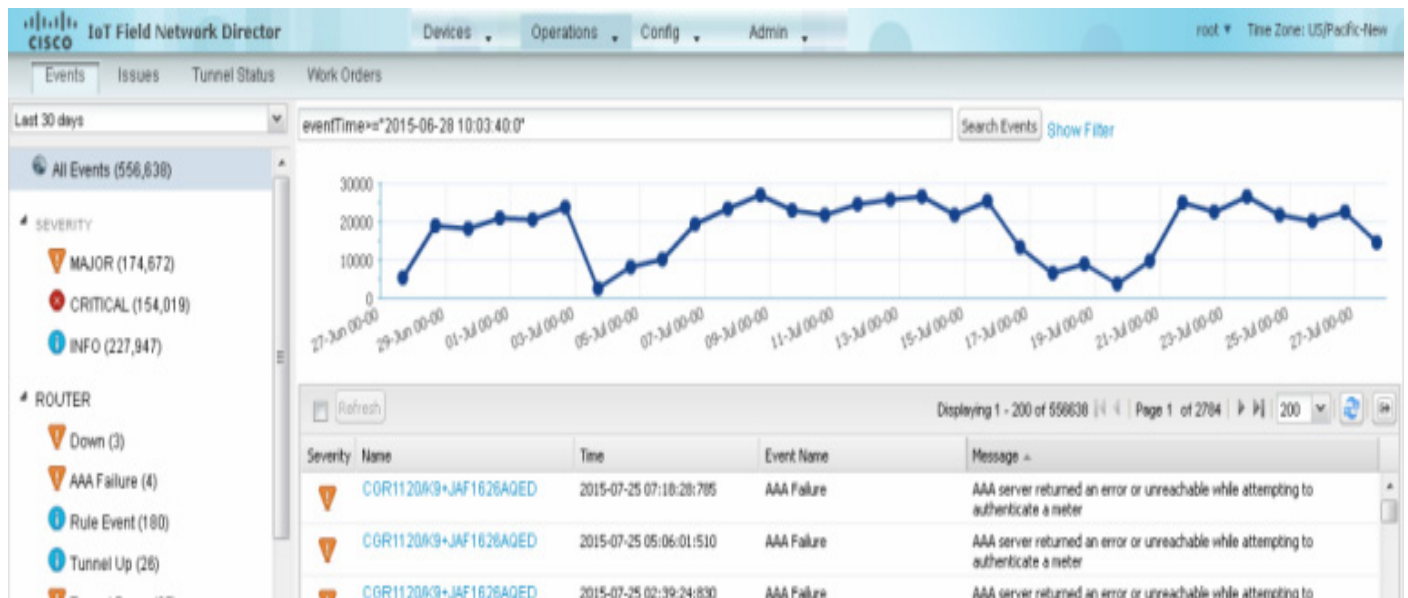 CISCO IoT Field Network Director
Devices Operations Config Admin
root Time Zone: US/Pacific-New
Events Issues Tunnel Status Work Orders
Last 30 days
eventTime>="2015-06-28 10:03:40:0" Search Events Show Filter
All Events (556,638)
SEVERITY
MAJOR (174,672)
CRITICAL (154,019)
INFO (227,947)
ROUTER
Down (3)
AAA Failure (4)
Rule Event (180)
Tunnel Up (26)
30000
20000
10000
0
27-Jun 00-00 29-Jun 00-00 01-Jul 00-00 03-Jul 00-00 05-Jul 00-00 07-Jul 00-00 09-Jul 00-00 11-Jul 00-00 13-Jul 00-00 15-Jul 00-00 17-Jul 00-00 19-Jul 00-00 21-Jul 00-00 23-Jul 00-00 25-Jul 00-00 27-Jul 00-00
Refresh Displaying 1 - 200 of 556638 Page 1 of 2784 200
Severity Name Time Event Name Message
CGR1120/K9+JAF1626AQED 2015-07-25 07:18:28:785 AAA Failure AAA server returned an error or unreachable while attempting to
authenticate a meter
CGR1120/K9+JAF1626AQED 2015-07-25 05:06:01:510 AAA Failure AAA server returned an error or unreachable while attempting to
authenticate a meter
CGR1120/K9+JAF1626AQED 2015-07-25 02:39:24:830 AAA Failure AAA server returned an error or unreachable while attempting to